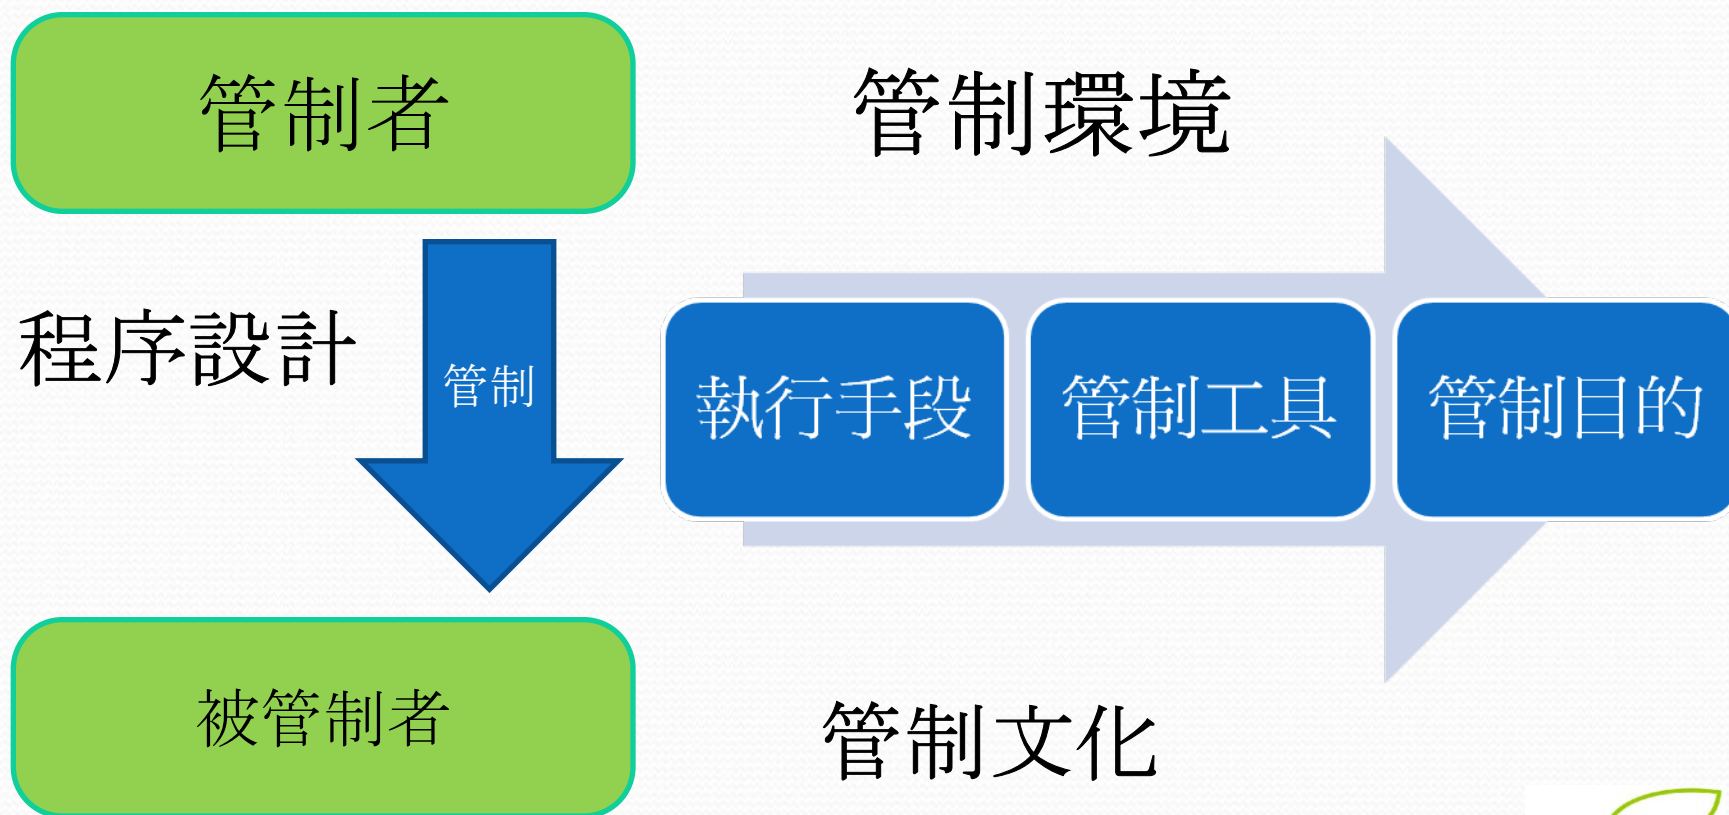 管制者
管制環境
程序設計
管制
執行手段
管制工具
管制目的
被管制者
管制文化